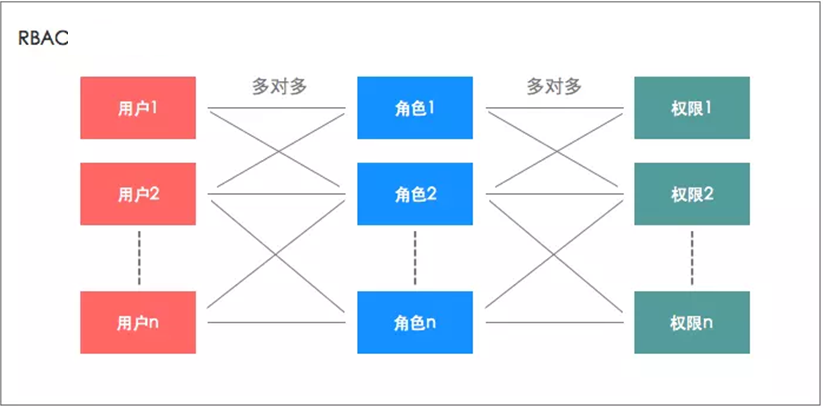 RBAC
多对多 多对多
用户1 角色1 权限1
用户2 角色2 权限2
用户n 角色n 权限n